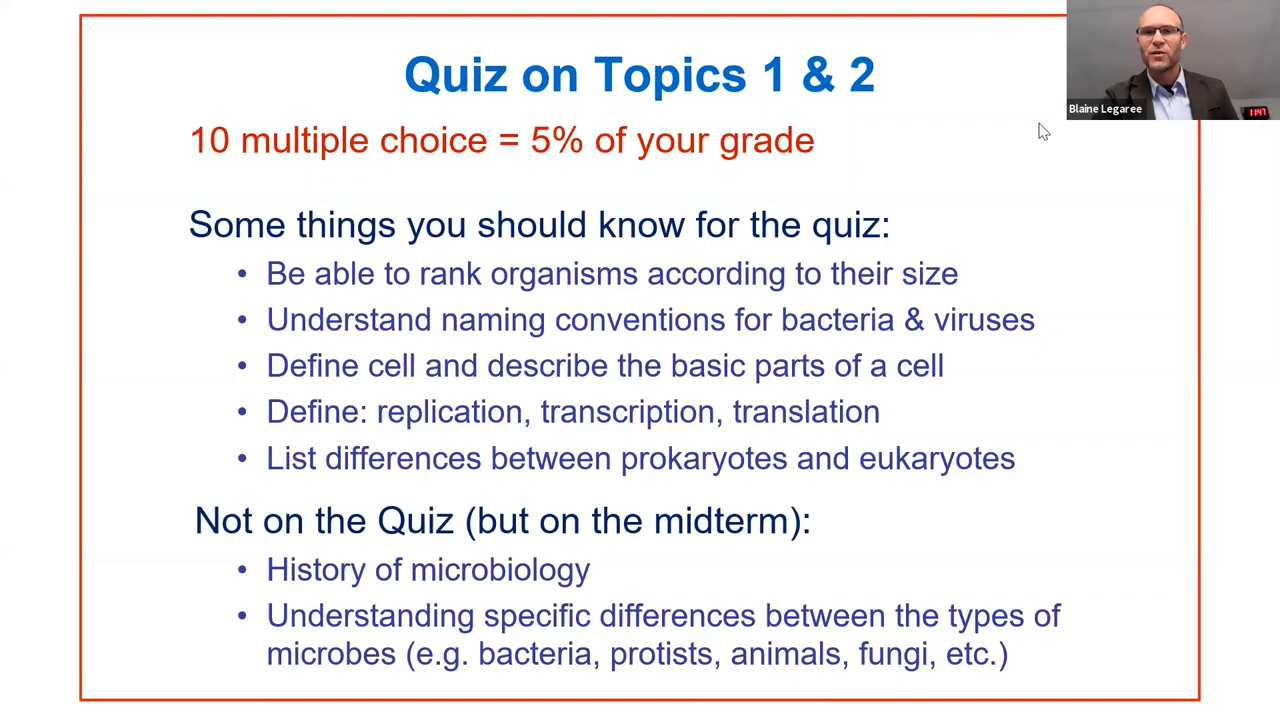 Quiz on Topics 1 & 2
Blaine Legaree
11:47
10 multiple choice = 5% of your grade
Some things you should know for the quiz:
• Be able to rank organisms according to their size
• Understand naming conventions for bacteria & viruses
• Define cell and describe the basic parts of a cell
• Define: replication, transcription, translation
• List differences between prokaryotes and eukaryotes
Not on the Quiz (but on the midterm):
• History of microbiology
• Understanding specific differences between the types of
microbes (e.g. bacteria, protists, animals, fungi, etc.)